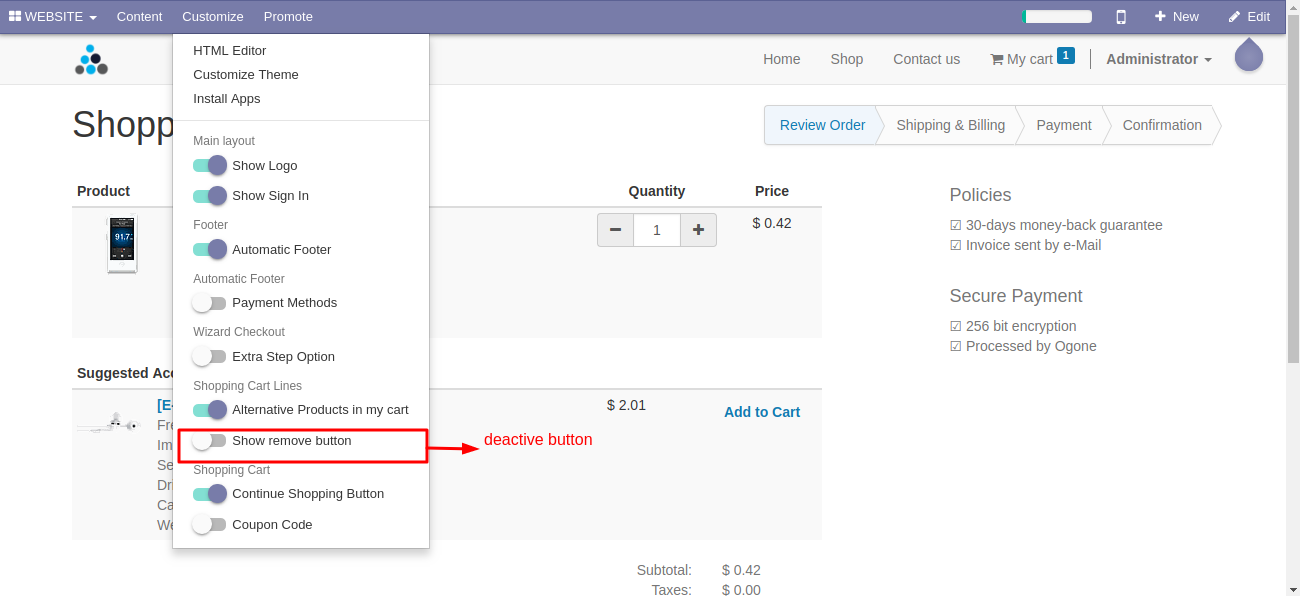 WEBSITE Content Customize Promote New Edit
HTML Editor
Customize Theme
Install Apps
Main layout
Show Logo
Show Sign In
Footer
Automatic Footer
Automatic Footer
Payment Methods
Wizard Checkout
Extra Step Option
Shopping Cart Lines
Alternative Products in my cart
Show remove button
Shopping Cart
Continue Shopping Button
Coupon Code
deactive button
Home Shop Contact us My cart 1 Administrator
Shopp
Review Order Shipping & Billing Payment Confirmation
Product Quantity Price
91.7
1 $ 0.42
Suggested Acc
[E-
$ 2.01 Add to Cart
Fre
Im
Se
Dri
Ca
We
Subtotal: $ 0.42
Taxes: $ 0.00
Policies
☑ 30-days money-back guarantee
☑ Invoice sent by e-Mail
Secure Payment
☑ 256 bit encryption
☑ Processed by Ogone